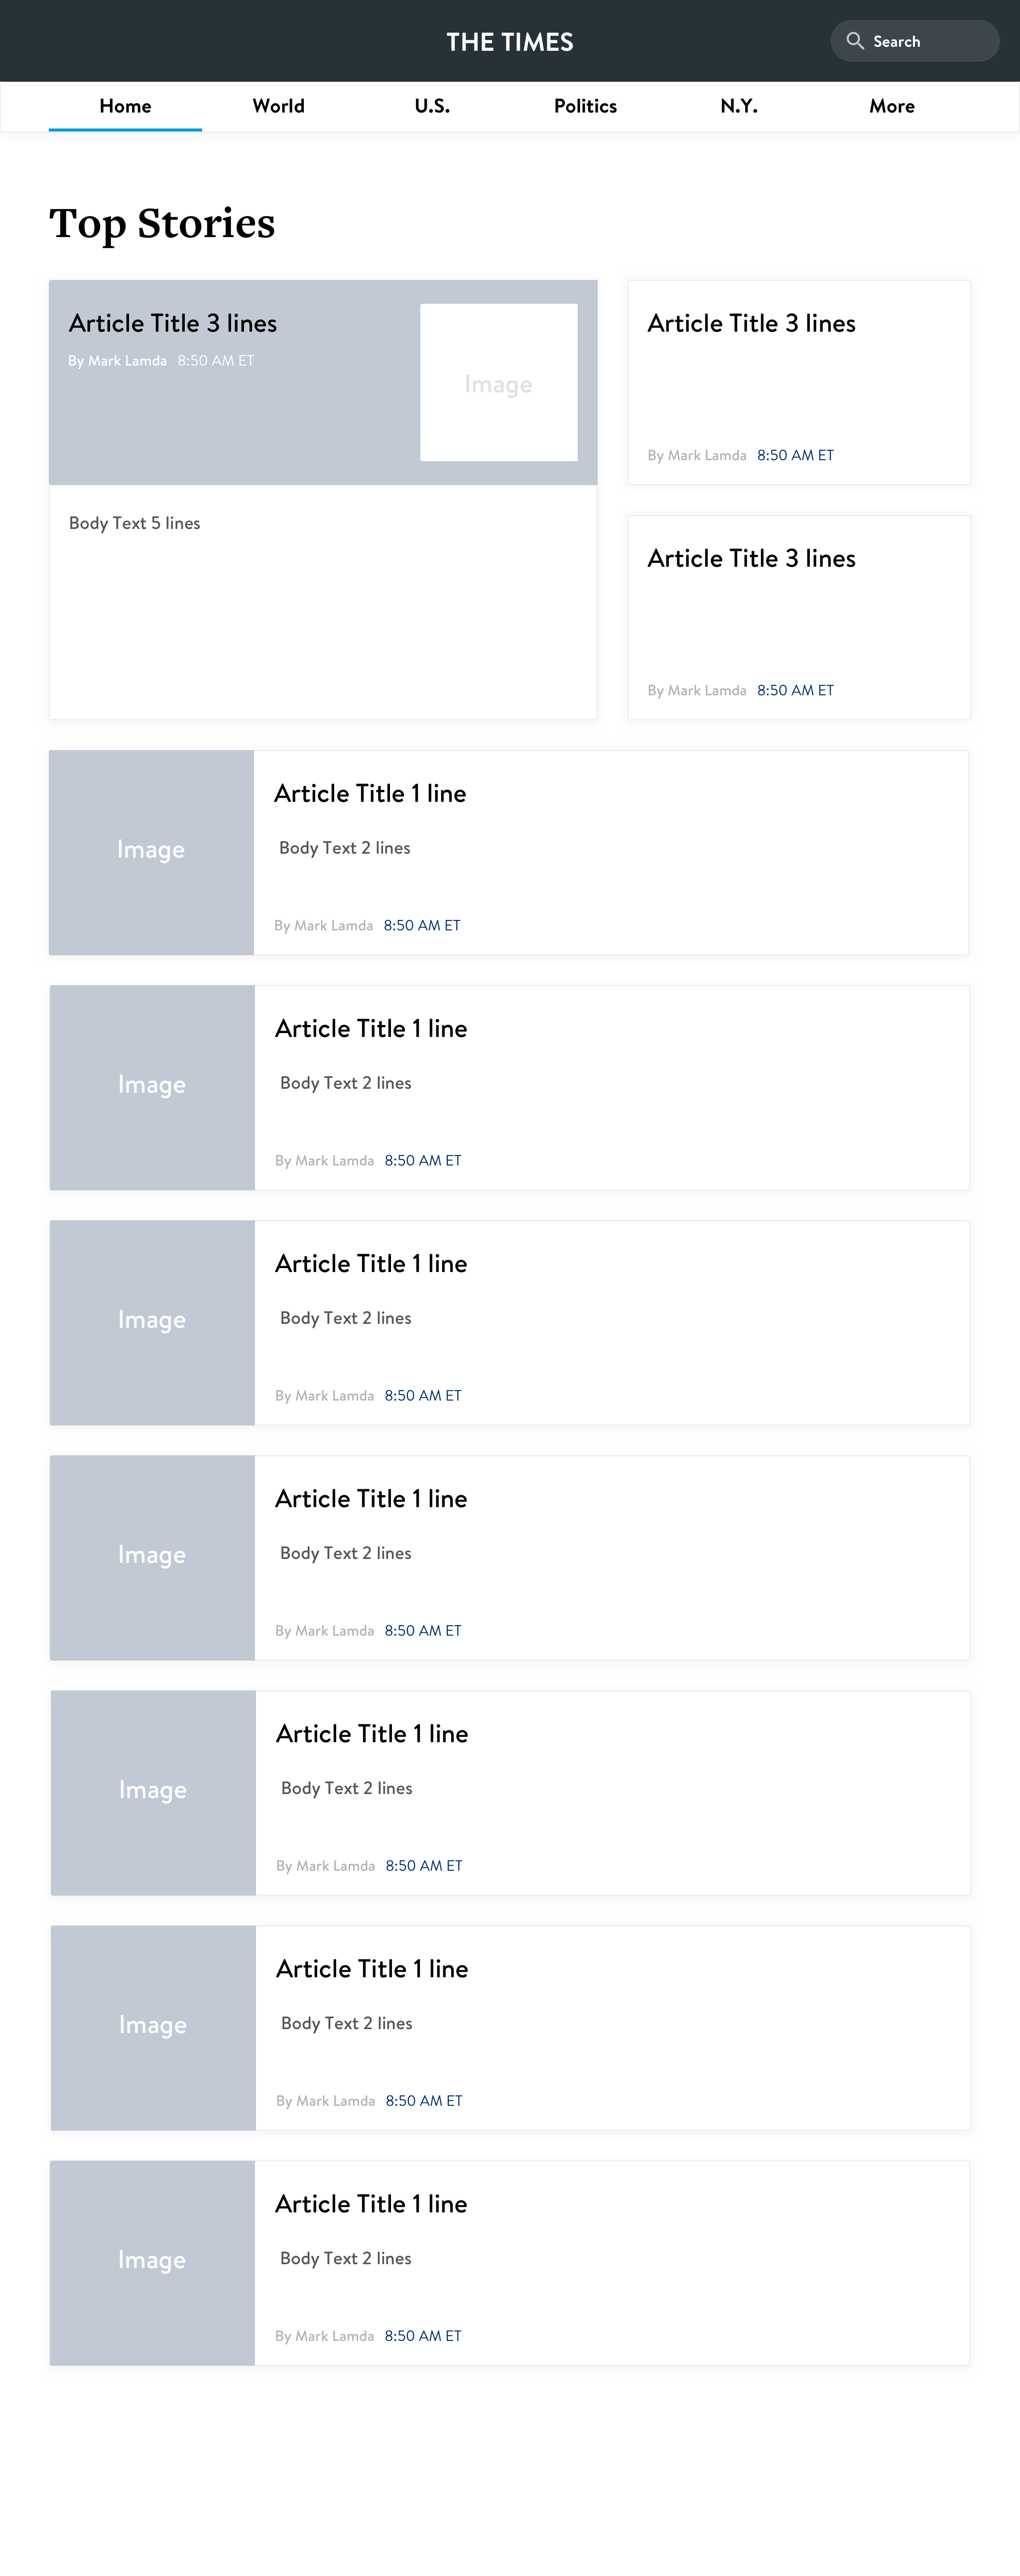 THE TIMES
Search
Home World U.S. Politics N.Y. More
Top Stories
Article Title 3 lines
By Mark Lamda 8:50 AM ET
Image
Body Text 5 lines
Article Title 3 lines
By Mark Lamda 8:50 AM ET
Article Title 3 lines
By Mark Lamda 8:50 AM ET
Image
Article Title 1 line
Body Text 2 lines
By Mark Lamda 8:50 AM ET
Image
Article Title 1 line
Body Text 2 lines
By Mark Lamda 8:50 AM ET
Image
Article Title 1 line
Body Text 2 lines
By Mark Lamda 8:50 AM ET
Image
Article Title 1 line
Body Text 2 lines
By Mark Lamda 8:50 AM ET
Image
Article Title 1 line
Body Text 2 lines
By Mark Lamda 8:50 AM ET
Image
Article Title 1 line
Body Text 2 lines
By Mark Lamda 8:50 AM ET
Image
Article Title 1 line
Body Text 2 lines
By Mark Lamda 8:50 AM ET